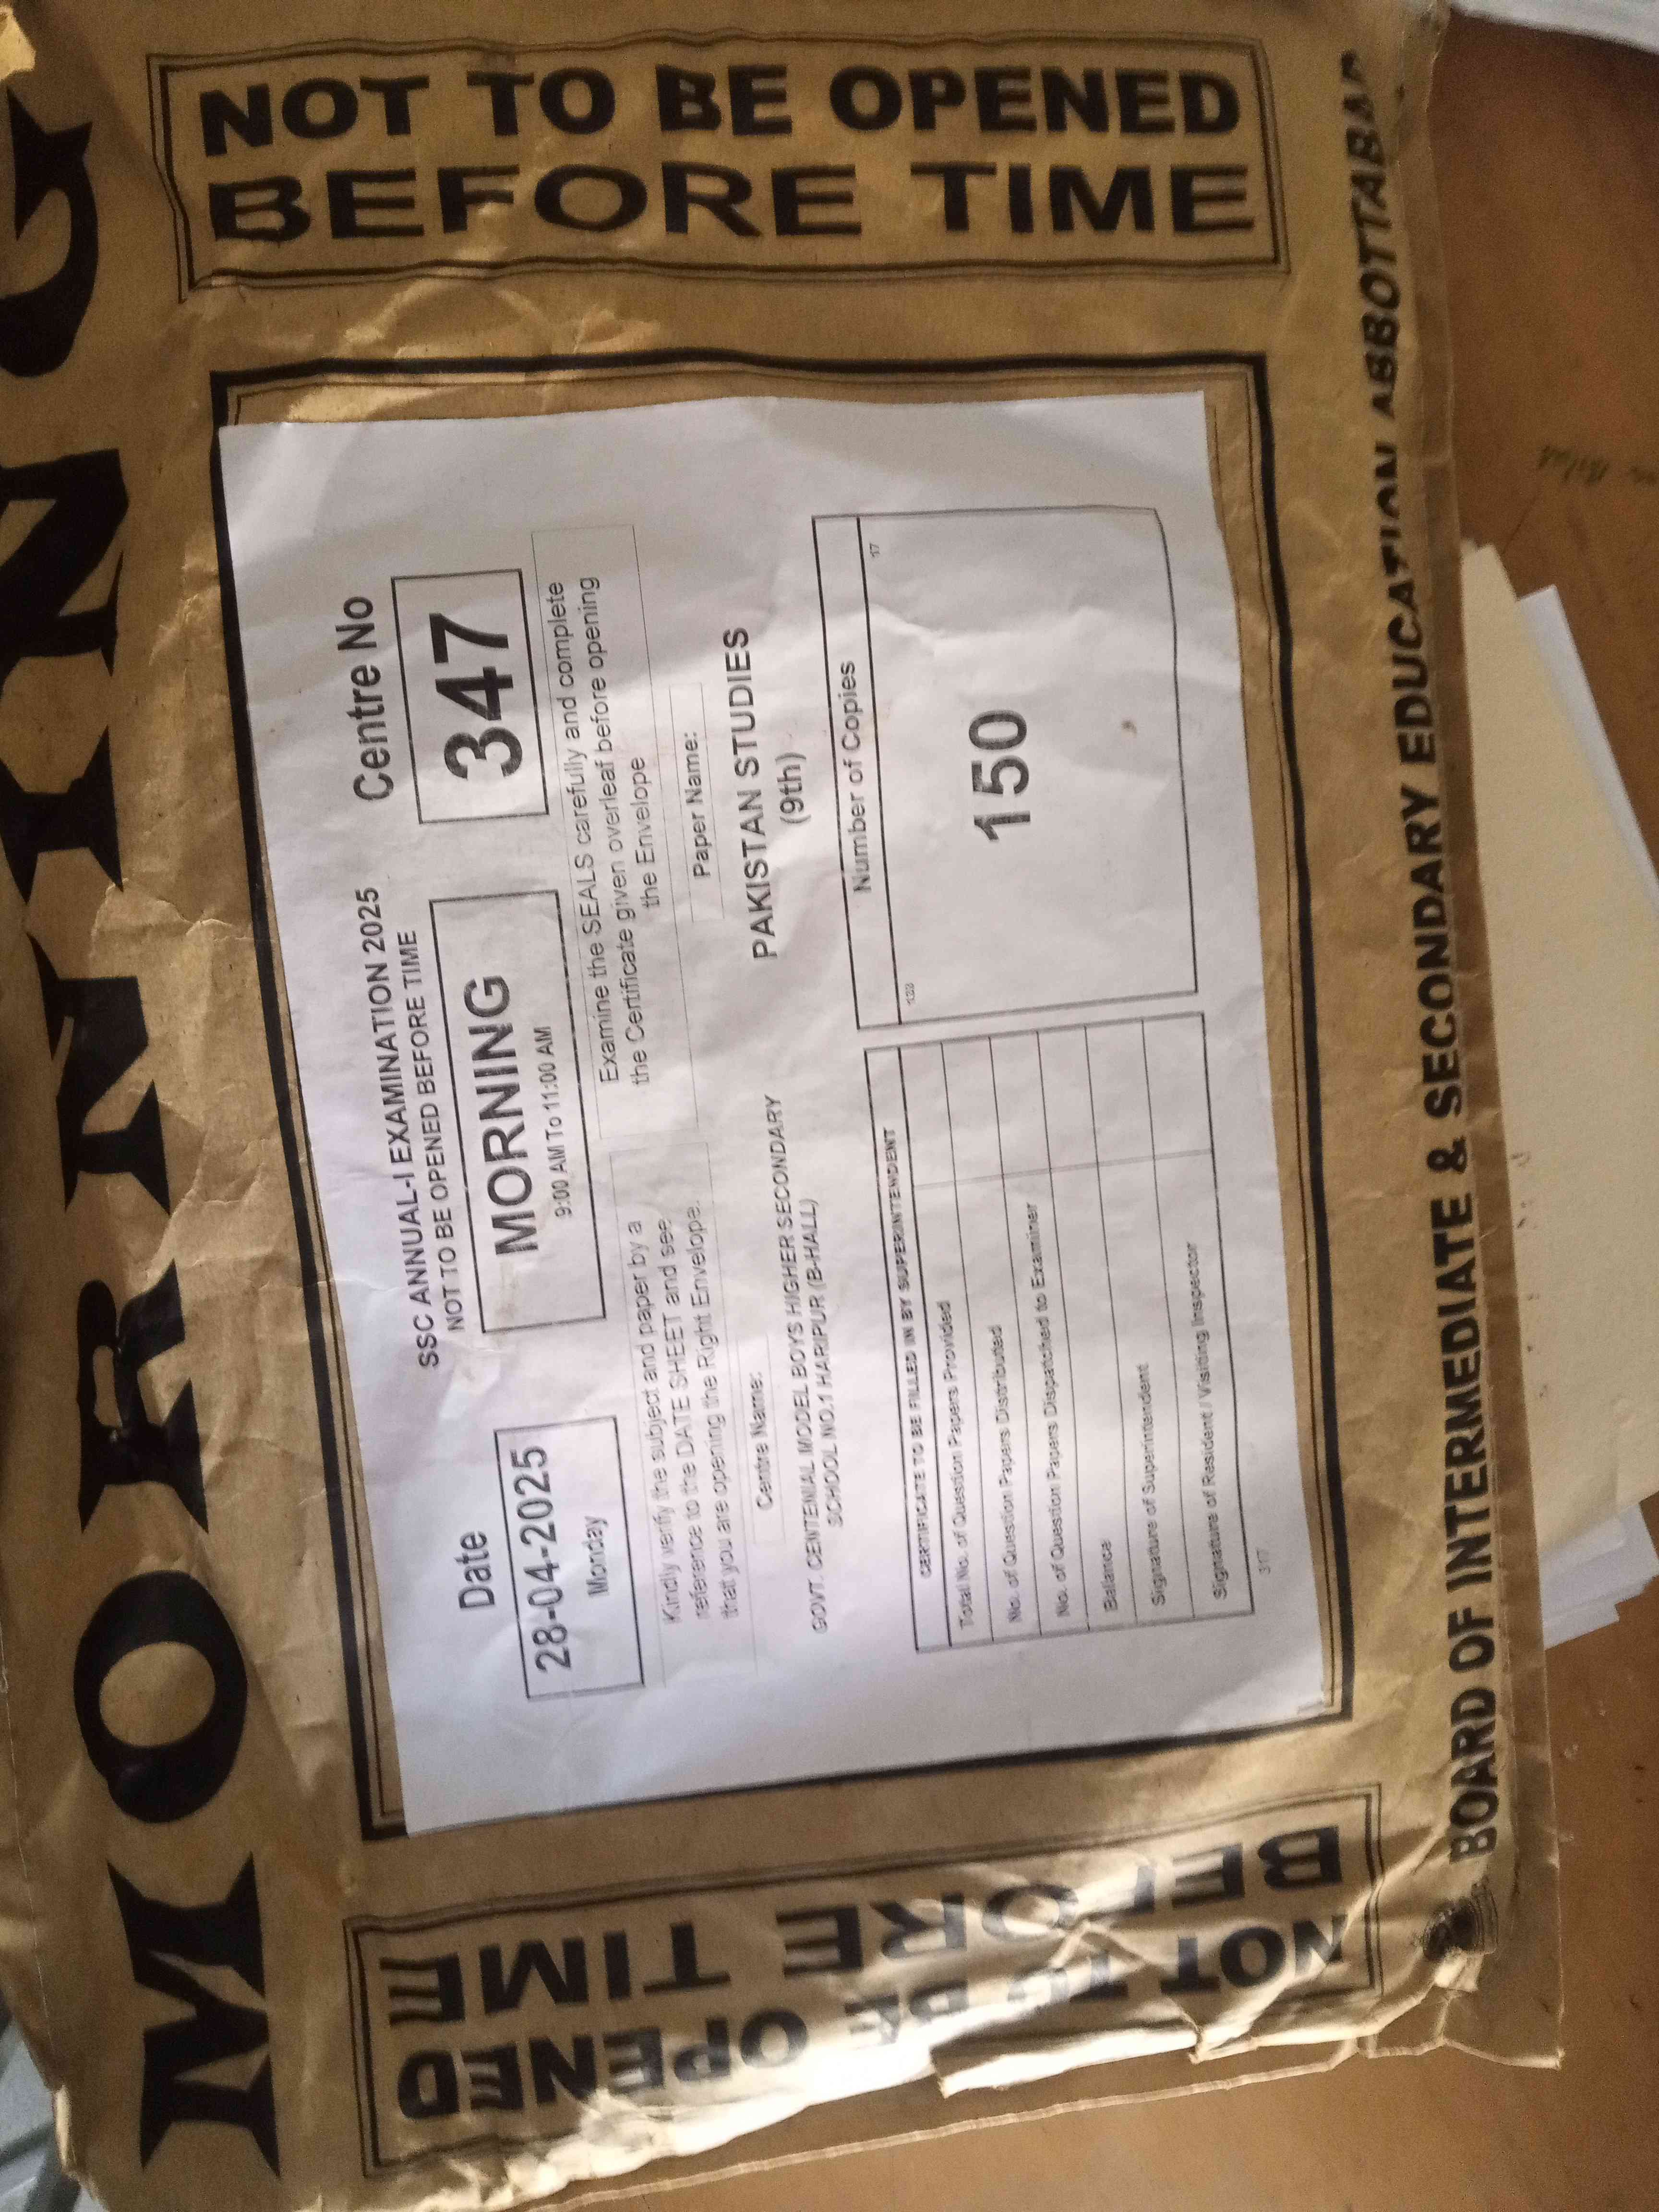 MORNING
NOT TO BE OPENED
BEFORE TIME
SSC ANNUAL-I EXAMINATION 2025
NOT TO BE OPENED BEFORE TIME
Date
28-04-2025
Monday
MORNING
9:00 AM To 11:00 AM
Centre No
347
Kindly verify the subject and paper by a
reference to the DATE SHEET and see
that you are opening the Right Envelope.
Examine the SEALS carefully and complete
the Certificate given overleaf before opening
the Envelope
Centre Name:
GOVT. CENTENIAL MODEL BOYS HIGHER SECONDARY
SCHOOL NO.1 HARIPUR (B-HALL)
Paper Name:
PAKISTAN STUDIES
(9th)
CERTIFICATE TO BE FILLED IN BY SUPERINTENDENT
Total No. of Question Papers Provided
No. of Question Papers Distributed
No. of Question Papers Dispatched to Examiner
Balance
Signature of Superintendent
Signature of Resident / Visiting Inspector
317
Number of Copies
123
17
150
NOT TO BE OPENED
BEFORE TIME
BOARD OF INTERMEDIATE & SECONDARY EDUCATION ABBOTTABAD